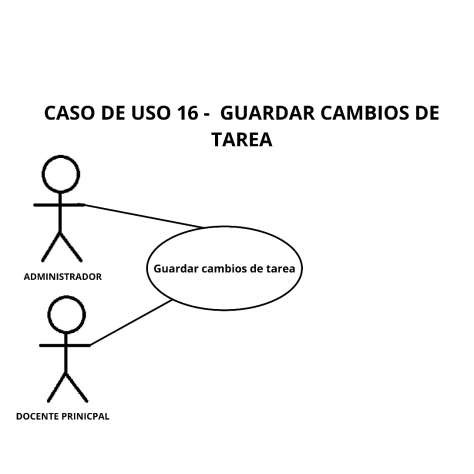 CASO DE USO 16 - GUARDAR CAMBIOS DE
TAREA
ADMINISTRADOR
Guardar cambios de tarea
DOCENTE PRINICPAL